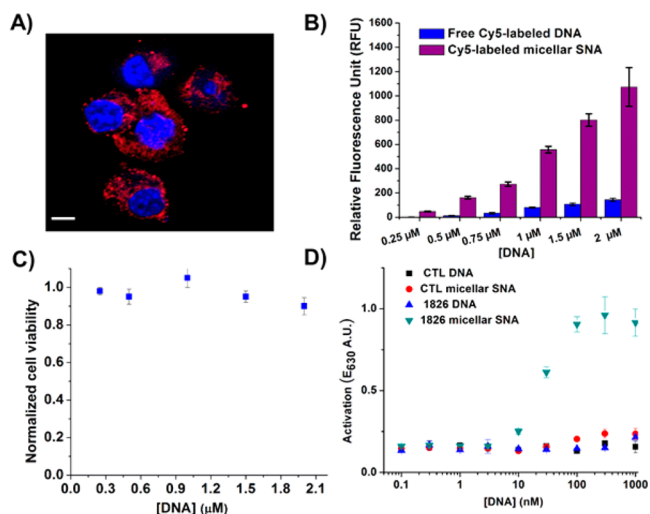 A)
B)
Relative Fluorescence Unit (RFU)
1600
1400
1200
1000
800
600
400
200
0
Free Cy5-labeled DNA
Cy5-labeled micellar SNA
0.25 µM
0.5 µM
0.75 µM
1 µM
1.5 µM
2 µM
[DNA]
C)
Normalized cell viability
1.0
0.8
0.6
0.4
0.2
0.0
0.0 0.3 0.6 0.9 1.2 1.5 1.8 2.1
[DNA] (µM)
D)
CTL DNA
CTL micellar SNA
1826 DNA
1826 micellar SNA
Activation (E630 A.U.)
1.0
0.5
0.0
0.1 1 10 100 1000
[DNA] (nM)